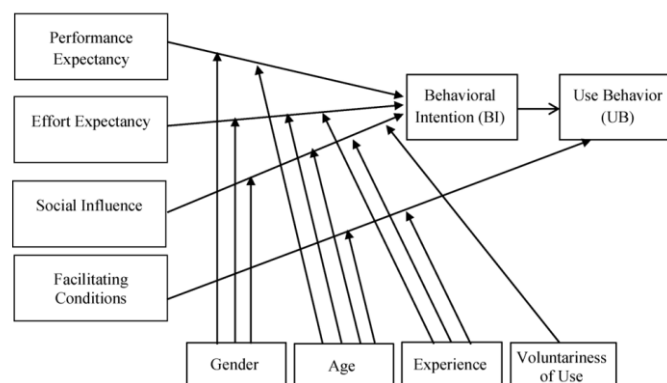 Performance
Expectancy
Effort Expectancy
Social Influence
Facilitating
Conditions
Behavioral
Intention (BI)
Use Behavior
(UB)
Gender
Age
Experience
Voluntariness
of Use